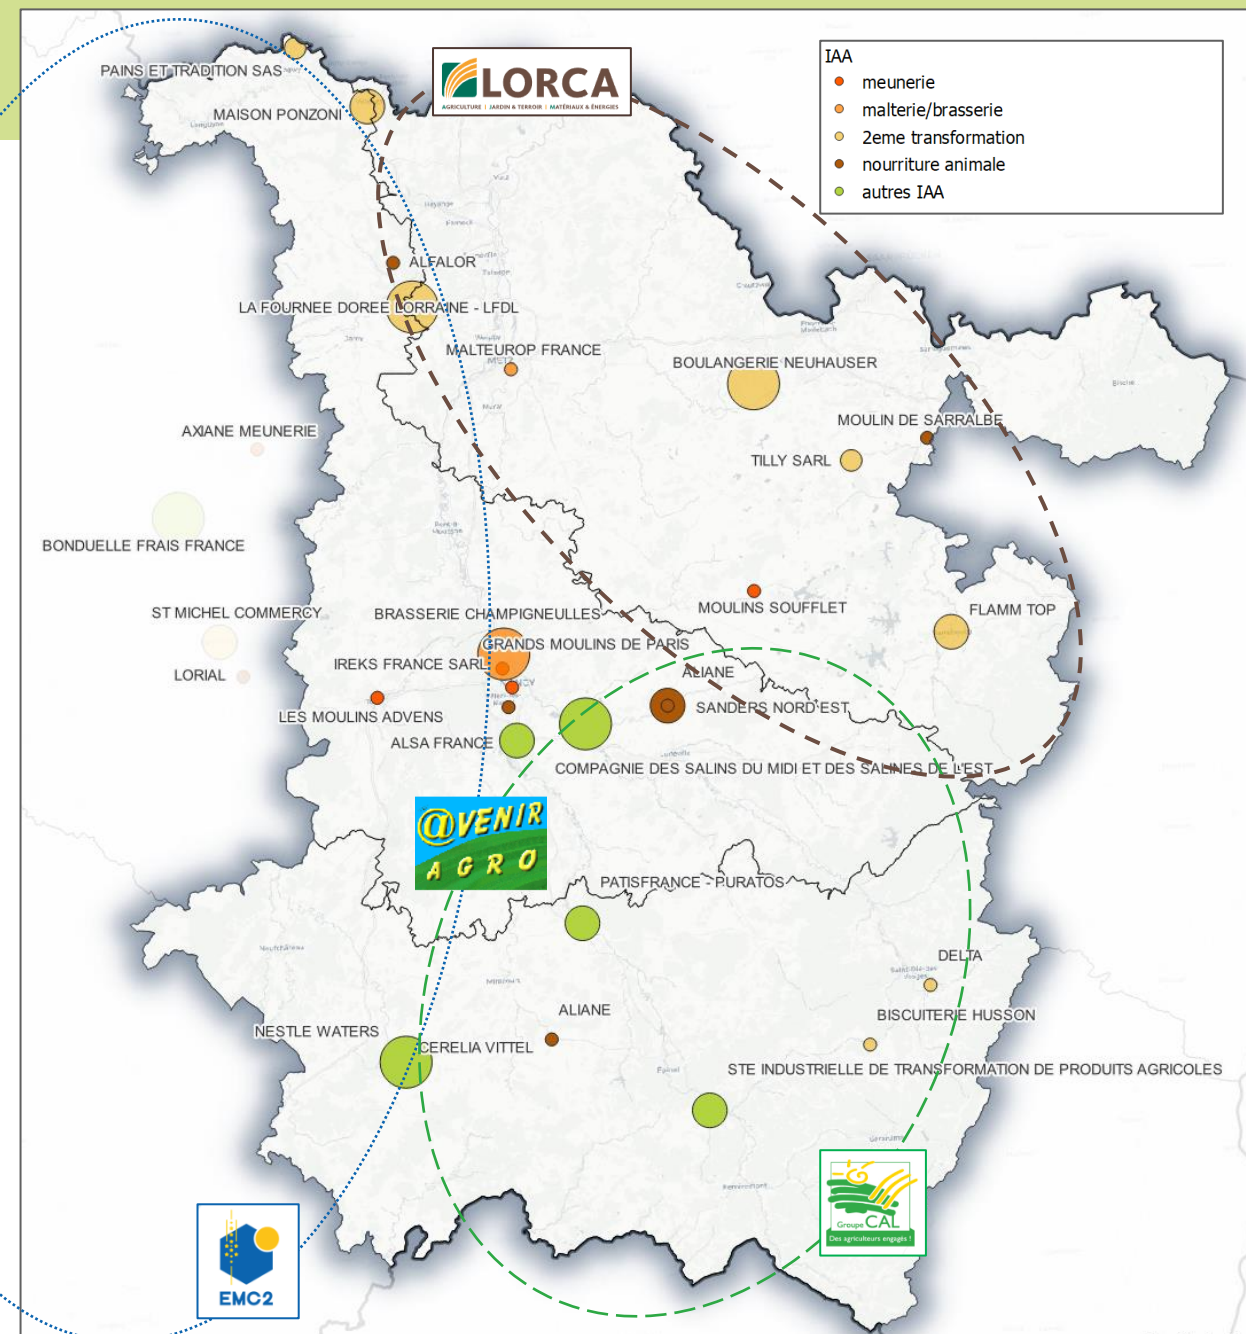 LORCA
AGRICULTURE | JARDIN & TERROIR | MATÉRIAUX & ÉNERGIES
IAA
meunerie
malterie/brasserie
2eme transformation
nourriture animale
autres IAA
PAINS ET TRADITION SAS
MAISON PONZONI
ALFALOR
LA FOURNEE DOREE LORRAINE - LFDL
MALTEUROP FRANCE
BOULANGERIE NEUHAUSER
MOULIN DE SARRALBE
AXIANE MEUNERIE
TILLY SARL
BONDUELLE FRAIS FRANCE
ST MICHEL COMMERCY
BRASSERIE CHAMPIGNEULLES
MOULINS SOUFFLET
FLAMM TOP
GRANDS MOULINS DE PARIS
IREKS FRANCE SARL
LORIAL
ALIANE
LES MOULINS ADVENS
SANDERS NORD EST
ALSA FRANCE
COMPAGNIE DES SALINS DU MIDI ET DES SALINES DE L'EST
@VENIR
AGRO
PATISFRANCE - PURATOS
DELTA
ALIANE
BISCUITERIE HUSSON
NESTLE WATERS
CERELIA VITTEL
STE INDUSTRIELLE DE TRANSFORMATION DE PRODUITS AGRICOLES
Groupe CAL
Des agriculteurs engagés !
EMC2